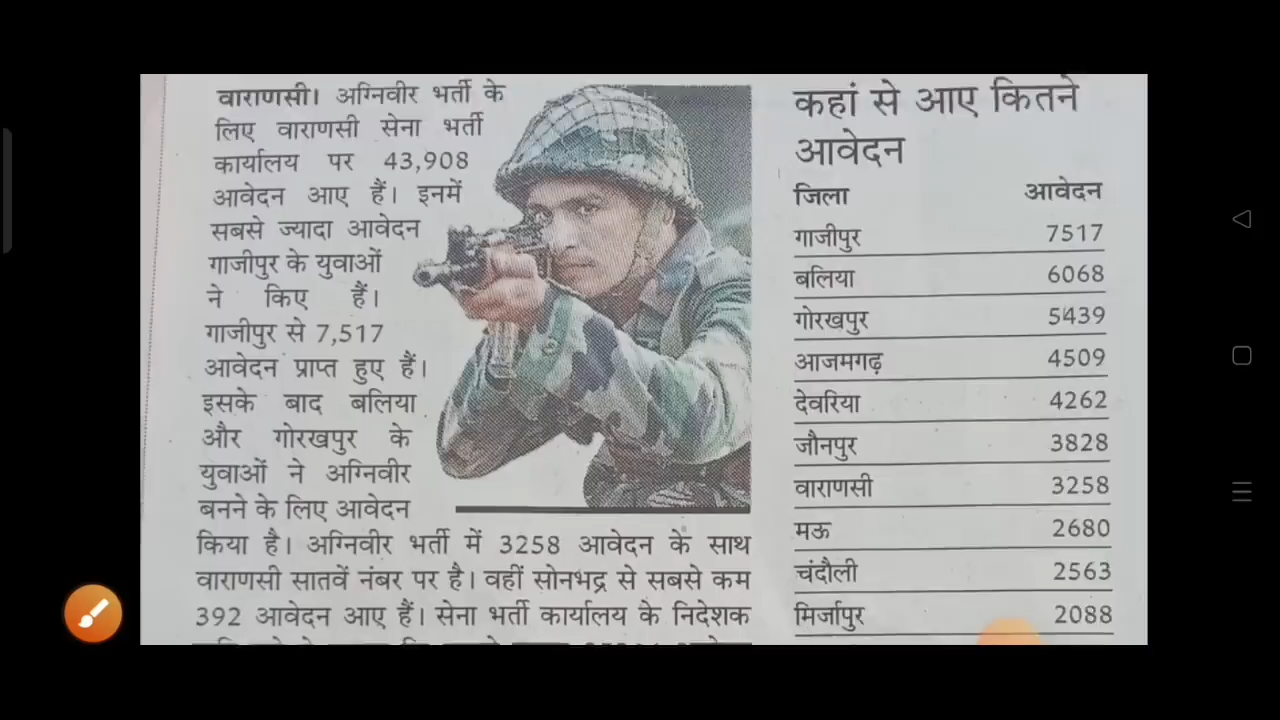 वाराणसी। अग्निवीर भर्ती के
लिए वाराणसी सेना भर्ती
कार्यालय पर 43,908
आवेदन आए हैं। इनमें
सबसे ज्यादा आवेदन
गाजीपुर के युवाओं
ने किए हैं।
गाजीपुर से 7,517
आवेदन प्राप्त हुए हैं।
इसके बाद बलिया
और गोरखपुर के
युवाओं ने अग्निवीर
बनने के लिए आवेदन
किया है। अग्निवीर भर्ती में 3258 आवेदन के साथ
वाराणसी सातवें नंबर पर है। वहीं सोनभद्र से सबसे कम
392 आवेदन आए हैं। सेना भर्ती कार्यालय के निदेशक
कहां से आए कितने
आवेदन
जिला आवेदन
गाजीपुर 7517
बलिया 6068
गोरखपुर 5439
आजमगढ़ 4509
देवरिया 4262
जौनपुर 3828
वाराणसी 3258
मऊ 2680
चंदौली 2563
मिर्जापुर 2088